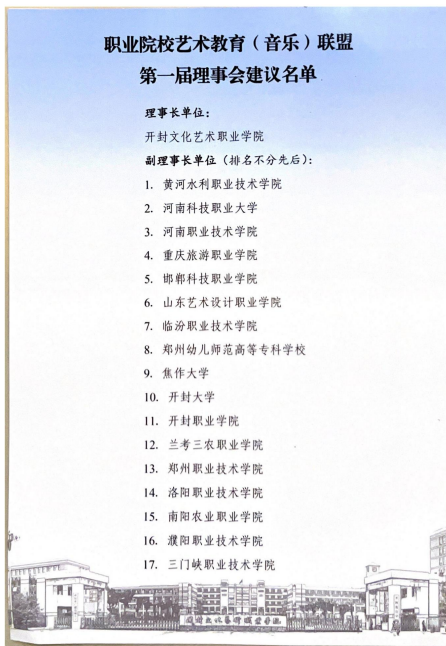 职业院校艺术教育（音乐）联盟
第一届理事会建议名单
理事长单位：
开封文化艺术职业学院
副理事长单位（排名不分先后）：
1. 黄河水利职业技术学院
2. 河南科技职业大学
3. 河南职业技术学院
4. 重庆旅游职业学院
5. 邯郸科技职业学院
6. 山东艺术设计职业学院
7. 临汾职业技术学院
8. 郑州幼儿师范高等专科学校
9. 焦作大学
10. 开封大学
11. 开封职业学院
12. 兰考三农职业学院
13. 郑州职业技术学院
14. 洛阳职业技术学院
15. 南阳农业职业学院
16. 濮阳职业技术学院
17. 三门峡职业技术学院
开封文化艺术职业学院